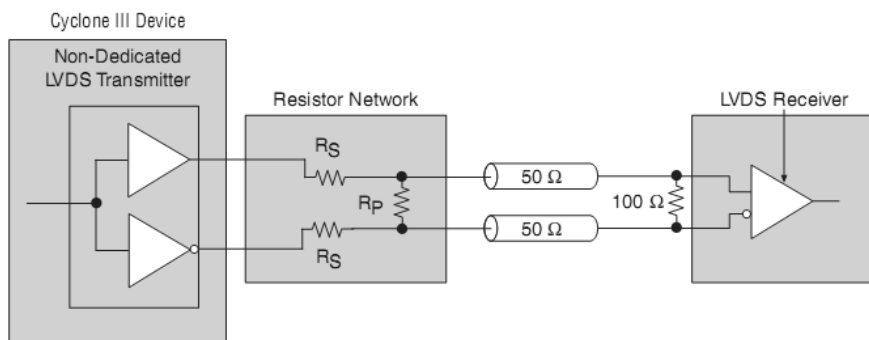 Cyclone III Device
Non-Dedicated
LVDS Transmitter
Resistor Network
LVDS Receiver
RS
50 Ω
RP
100 Ω
50 Ω
RS